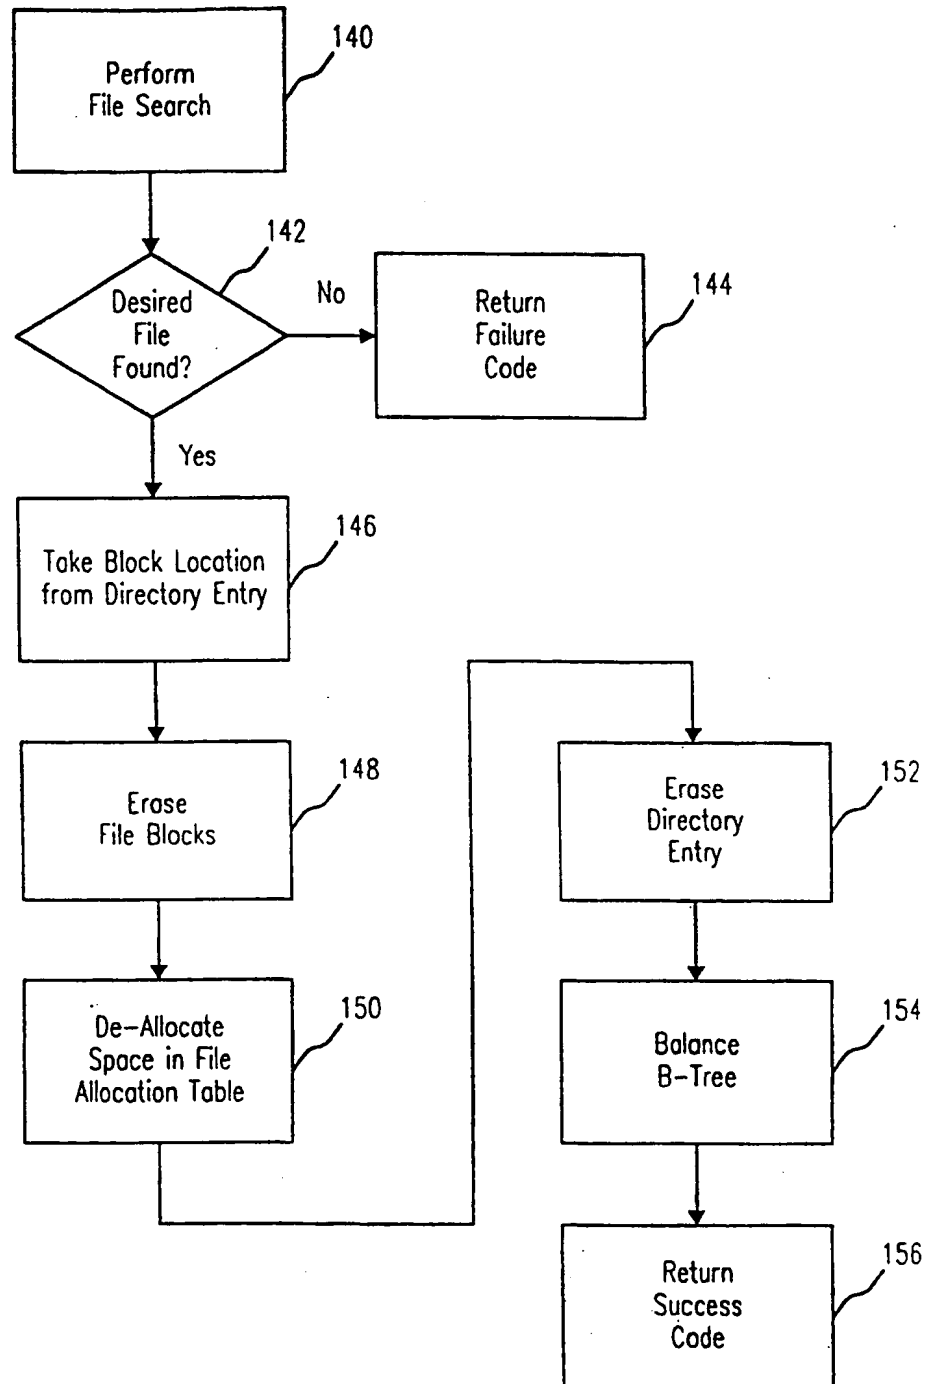 Perform
File Search
140
Desired
File
Found?
142
No
Return
Failure
Code
144
Yes
Take Block Location
from Directory Entry
146
Erase
File Blocks
148
De-Allocate
Space in File
Allocation Table
150
Erase
Directory
Entry
152
Balance
B-Tree
154
Return
Success
Code
156